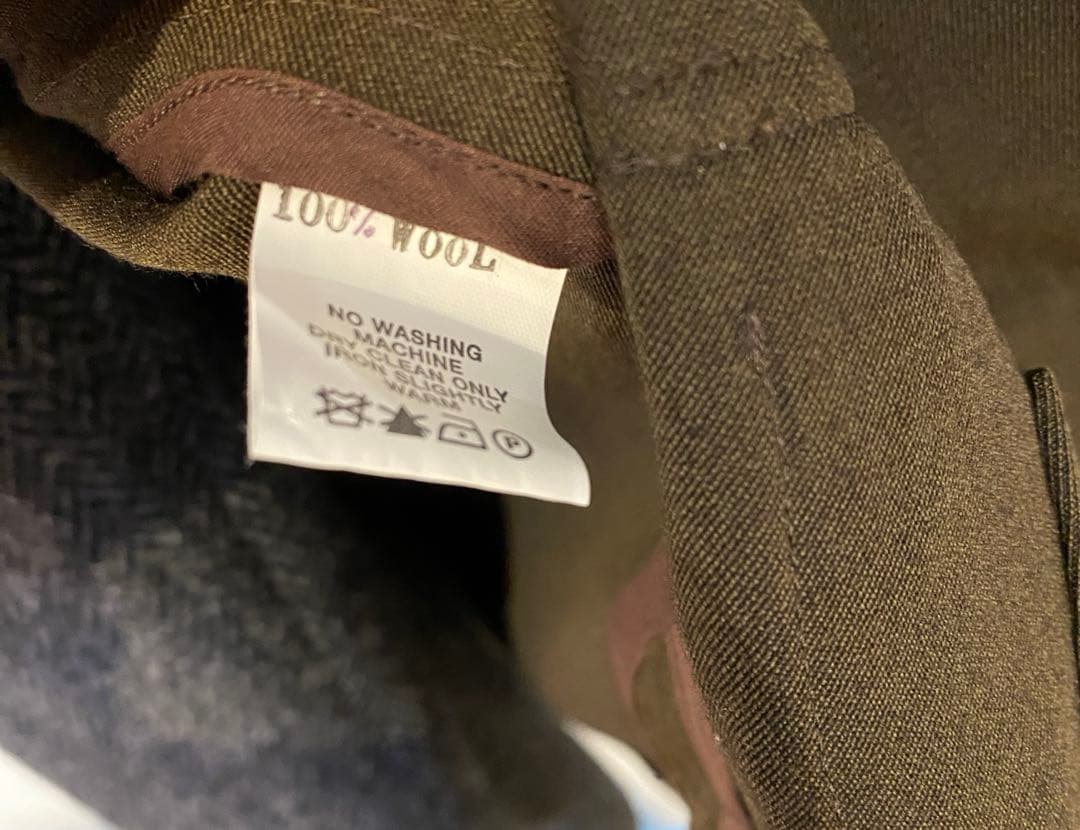 100% WOOL
NO WASHING
MACHINE
DRY CLEAN ONLY
IRON SLIGHTLY
WARM
P